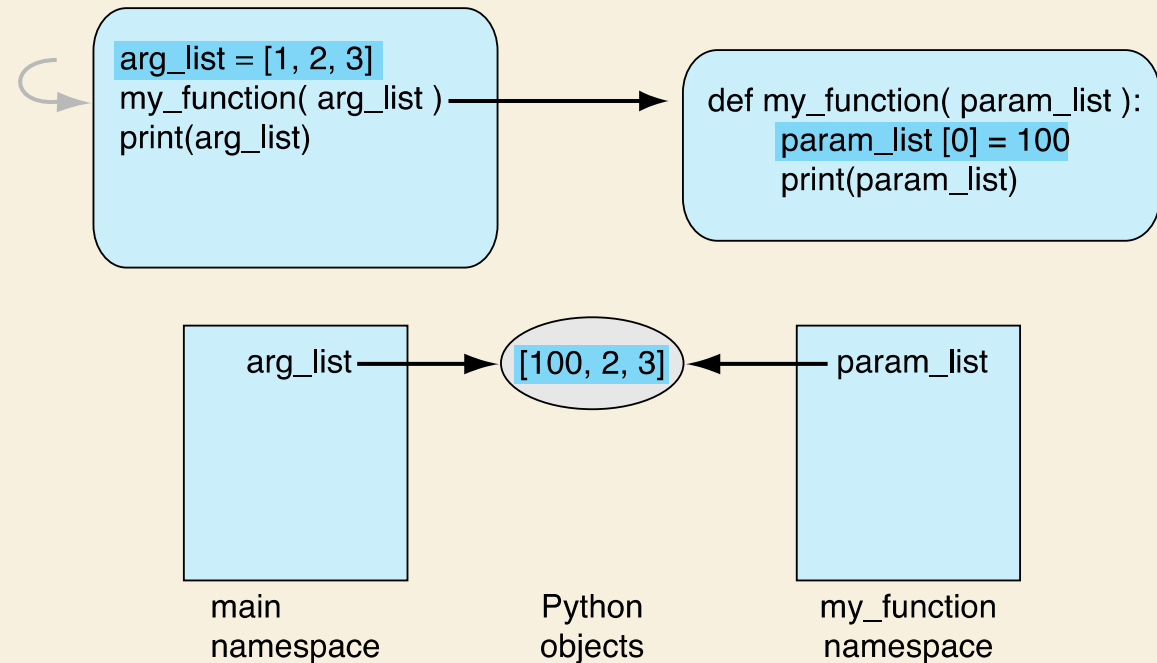 arg_list = [1, 2, 3]
my_function( arg_list )
print(arg_list)
def my_function( param_list ):
param_list [0] = 100
print(param_list)
arg_list
[100, 2, 3]
param_list
main
namespace
Python
objects
my_function
namespace